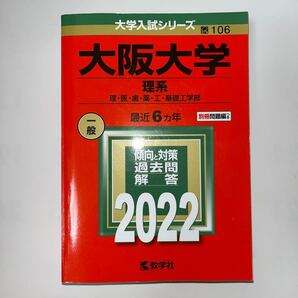 大学入試シリーズ 106
大阪大学
理系
理・医・歯・薬・工・基礎工学部
一般
最近6ヵ年
別冊問題編
傾向と対策
過去問
解答
2022
教学社